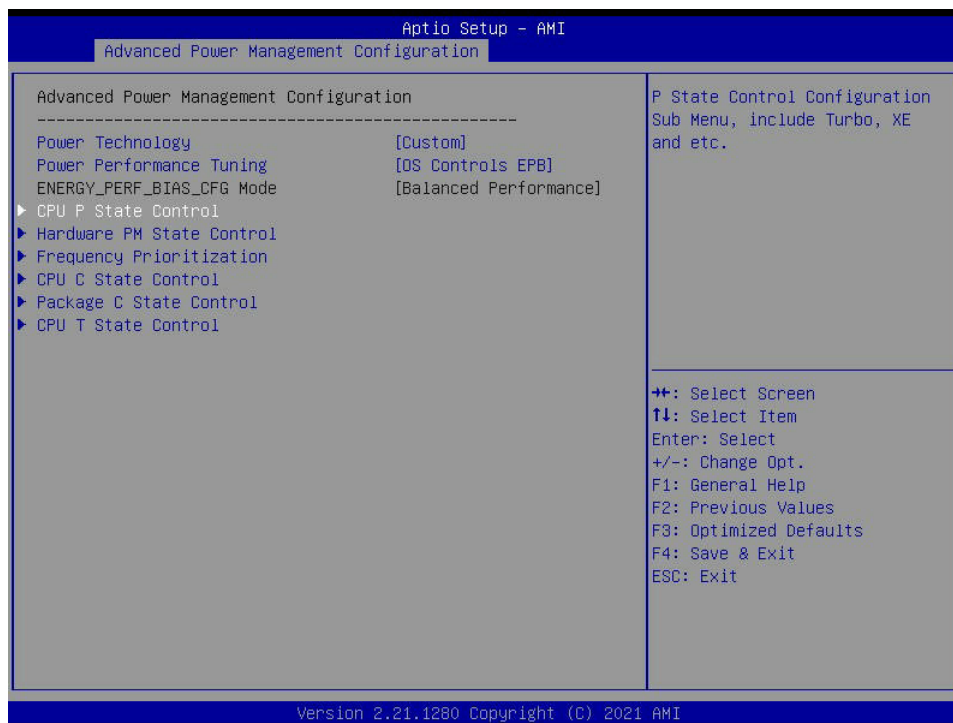 Aptio Setup – AMI
Advanced Power Management Configuration
Advanced Power Management Configuration
------------------------------------------------
Power Technology [Custom]
Power Performance Tuning [OS Controls EPB]
ENERGY_PERF_BIAS_CFG Mode [Balanced Performance]
▶ CPU P State Control
▶ Hardware PM State Control
▶ Frequency Prioritization
▶ CPU C State Control
▶ Package C State Control
▶ CPU T State Control
P State Control Configuration
Sub Menu, include Turbo, XE
and etc.
→←: Select Screen
↑↓: Select Item
Enter: Select
+/-: Change Opt.
F1: General Help
F2: Previous Values
F3: Optimized Defaults
F4: Save & Exit
ESC: Exit
Version 2.21.1280 Copyright (C) 2021 AMI